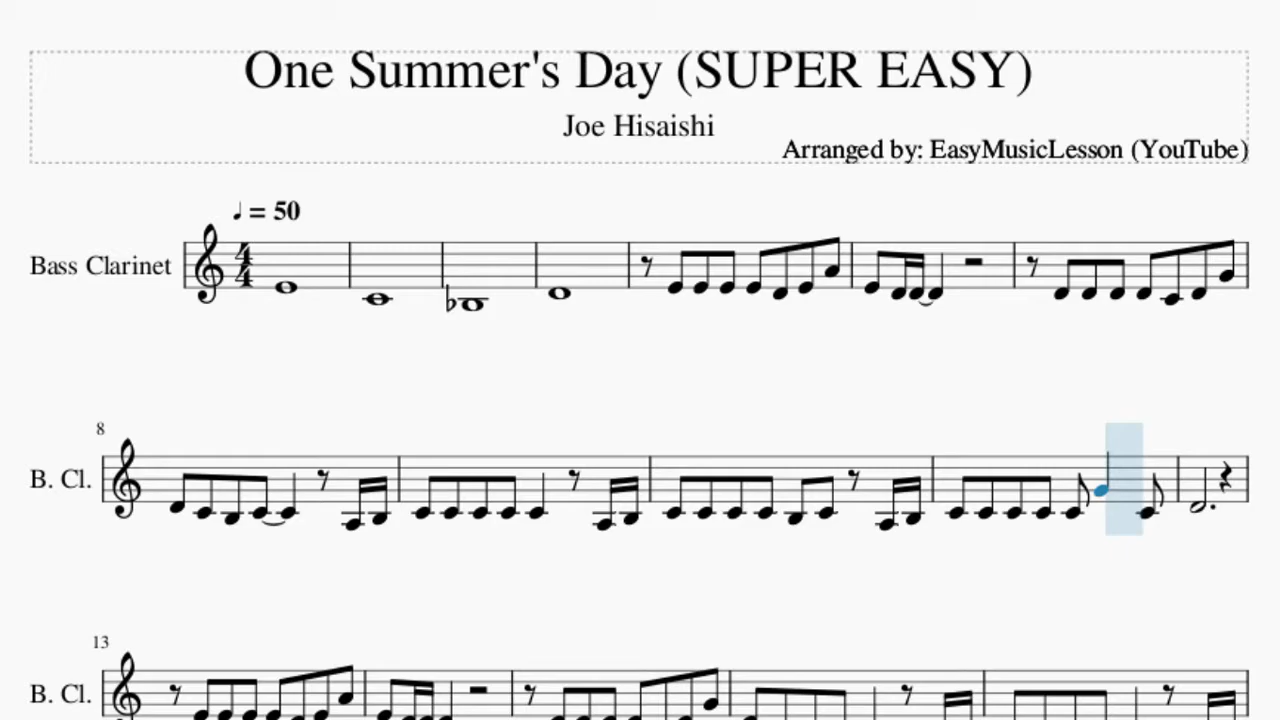 One Summer's Day (SUPER EASY)
Joe Hisaishi
Arranged by: EasyMusicLesson (YouTube)
♩ = 50
Bass Clarinet
4
4
8
B. Cl.
13
B. Cl.